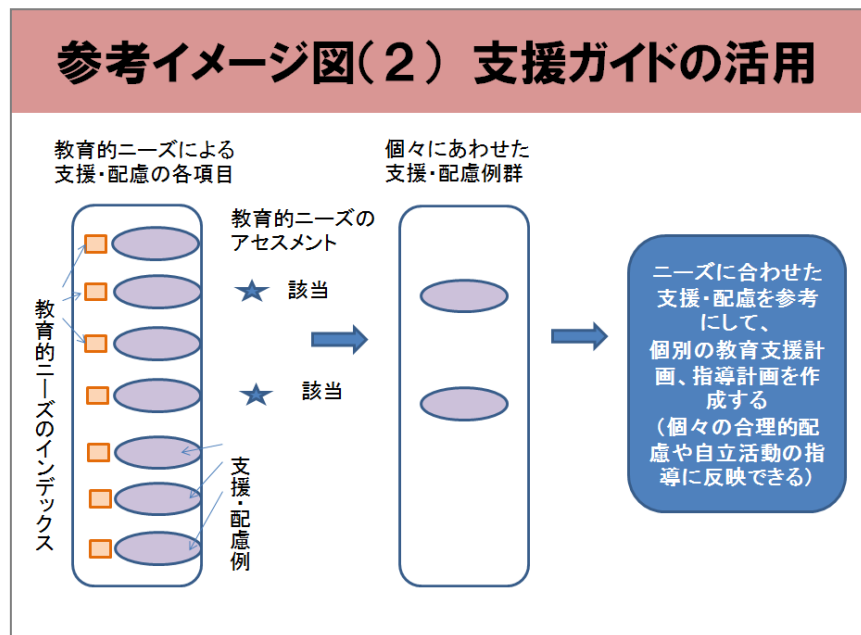 参考イメージ図(２) 支援ガイドの活用
教育的ニーズによる
支援・配慮の各項目
個々にあわせた
支援・配慮例群
教育的ニーズの
アセスメント
該当
該当
教育的ニーズのインデックス
支援・配慮例
ニーズに合わせた
支援・配慮を参考
にして、
個別の教育支援計
画、指導計画を作
成する
（個々の合理的配
慮や自立活動の指
導に反映できる）